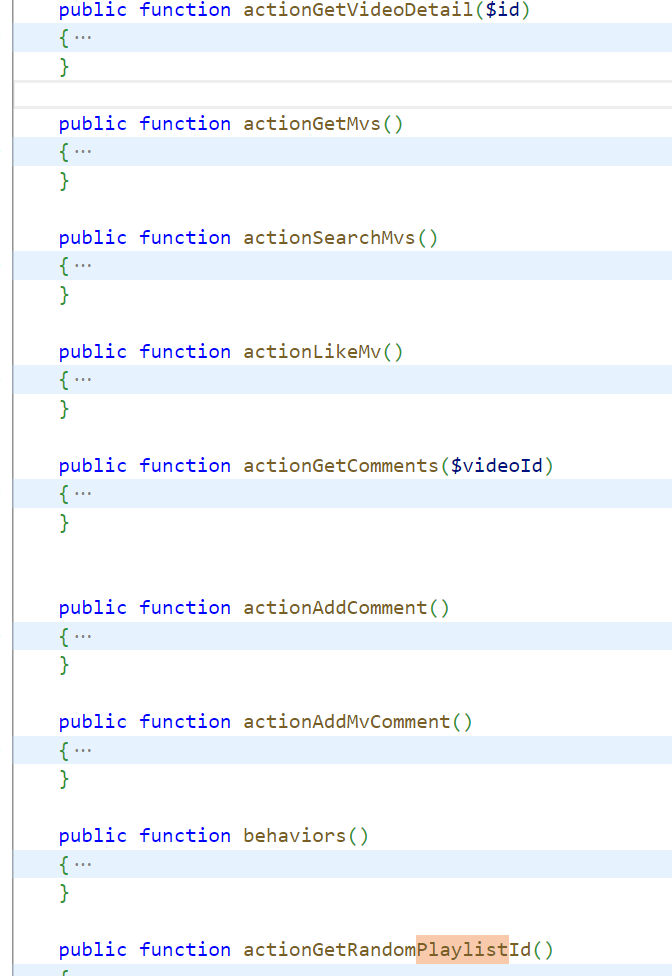 public function actionGetVideoDetail($id)
{ ···
}
public function actionGetMvs()
{ ···
}
public function actionSearchMvs()
{ ···
}
public function actionLikeMv()
{ ···
}
public function actionGetComments($videoId)
{ ···
}
public function actionAddComment()
{ ···
}
public function actionAddMvComment()
{ ···
}
public function behaviors()
{ ···
}
public function actionGetRandomPlaylistId()
{